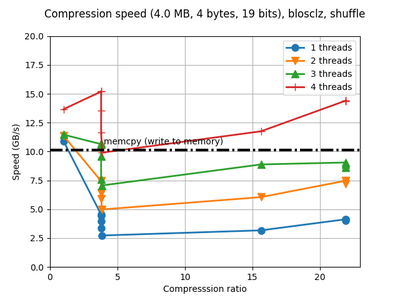 Compression speed (4.0 MB, 4 bytes, 19 bits), blosclz, shuffle
20.0
17.5
15.0
12.5
10.0
7.5
5.0
2.5
0.0
Speed (GB/s)
1 threads
2 threads
3 threads
4 threads
memcpy (write to memory)
0
5
10
15
20
Compresssion ratio